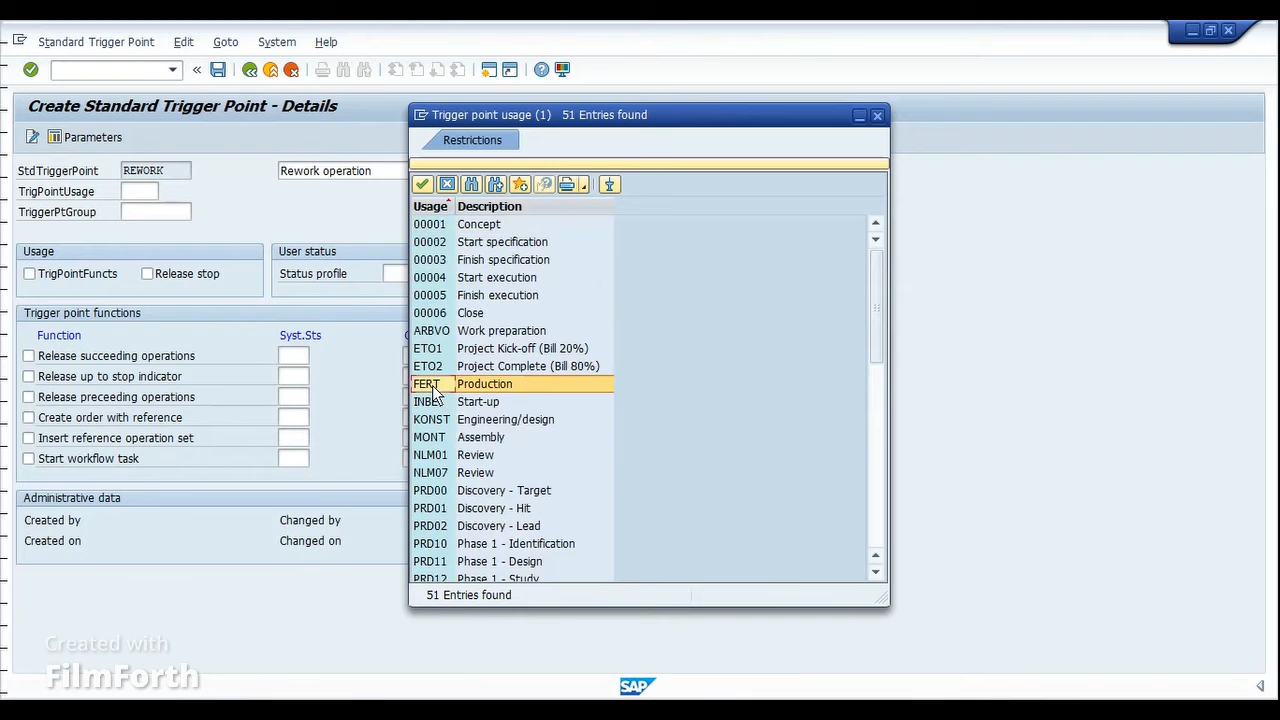 Standard Trigger Point Edit Goto System Help
Create Standard Trigger Point - Details
Parameters
StdTriggerPoint REWORK Rework operation
TrigPointUsage
TriggerPtGroup
Usage User status
TrigPointFuncts Release stop Status profile
Trigger point functions
Function Syst.Sts
Release succeeding operations
Release up to stop indicator
Release preceeding operations
Create order with reference
Insert reference operation set
Start workflow task
Administrative data
Created by Changed by
Created on Changed on
Trigger point usage (1) 51 Entries found
Restrictions
Usage Description
00001 Concept
00002 Start specification
00003 Finish specification
00004 Start execution
00005 Finish execution
00006 Close
ARBVO Work preparation
ETO1 Project Kick-off (Bill 20%)
ETO2 Project Complete (Bill 80%)
FERT Production
Start-up
KONST Engineering/design
MONT Assembly
NLM01 Review
NLM07 Review
PRD00 Discovery - Target
PRD01 Discovery - Hit
PRD02 Discovery - Lead
PRD10 Phase 1 - Identification
PRD11 Phase 1 - Design
PRD12 Phase 1 - Study
51 Entries found
Created with
FilmForth
SAP